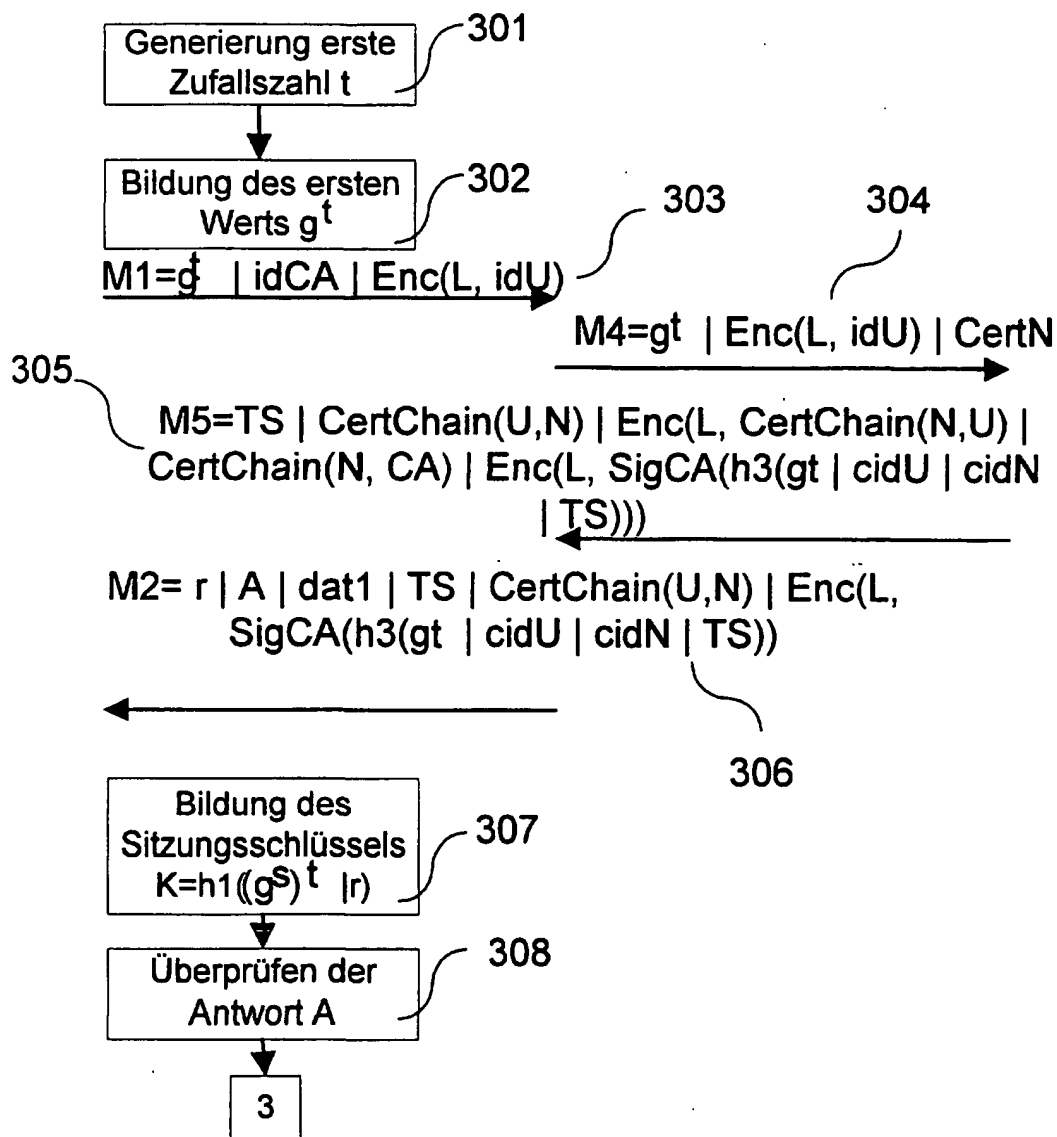 Generierung erste
Zufallszahl t
301
Bildung des ersten
Werts g^t
302
303
304
M1=g^t | idCA | Enc(L, idU)
M4=g^t | Enc(L, idU) | CertN
305
M5=TS | CertChain(U,N) | Enc(L, CertChain(N,U) |
CertChain(N, CA) | Enc(L, SigCA(h3(gt | cidU | cidN
| TS)))
M2= r | A | dat1 | TS | CertChain(U,N) | Enc(L,
SigCA(h3(gt | cidU | cidN | TS))
306
Bildung des
Sitzungsschlüssels
K=h1((g^s)^t |r)
307
Überprüfen der
Antwort A
308
3